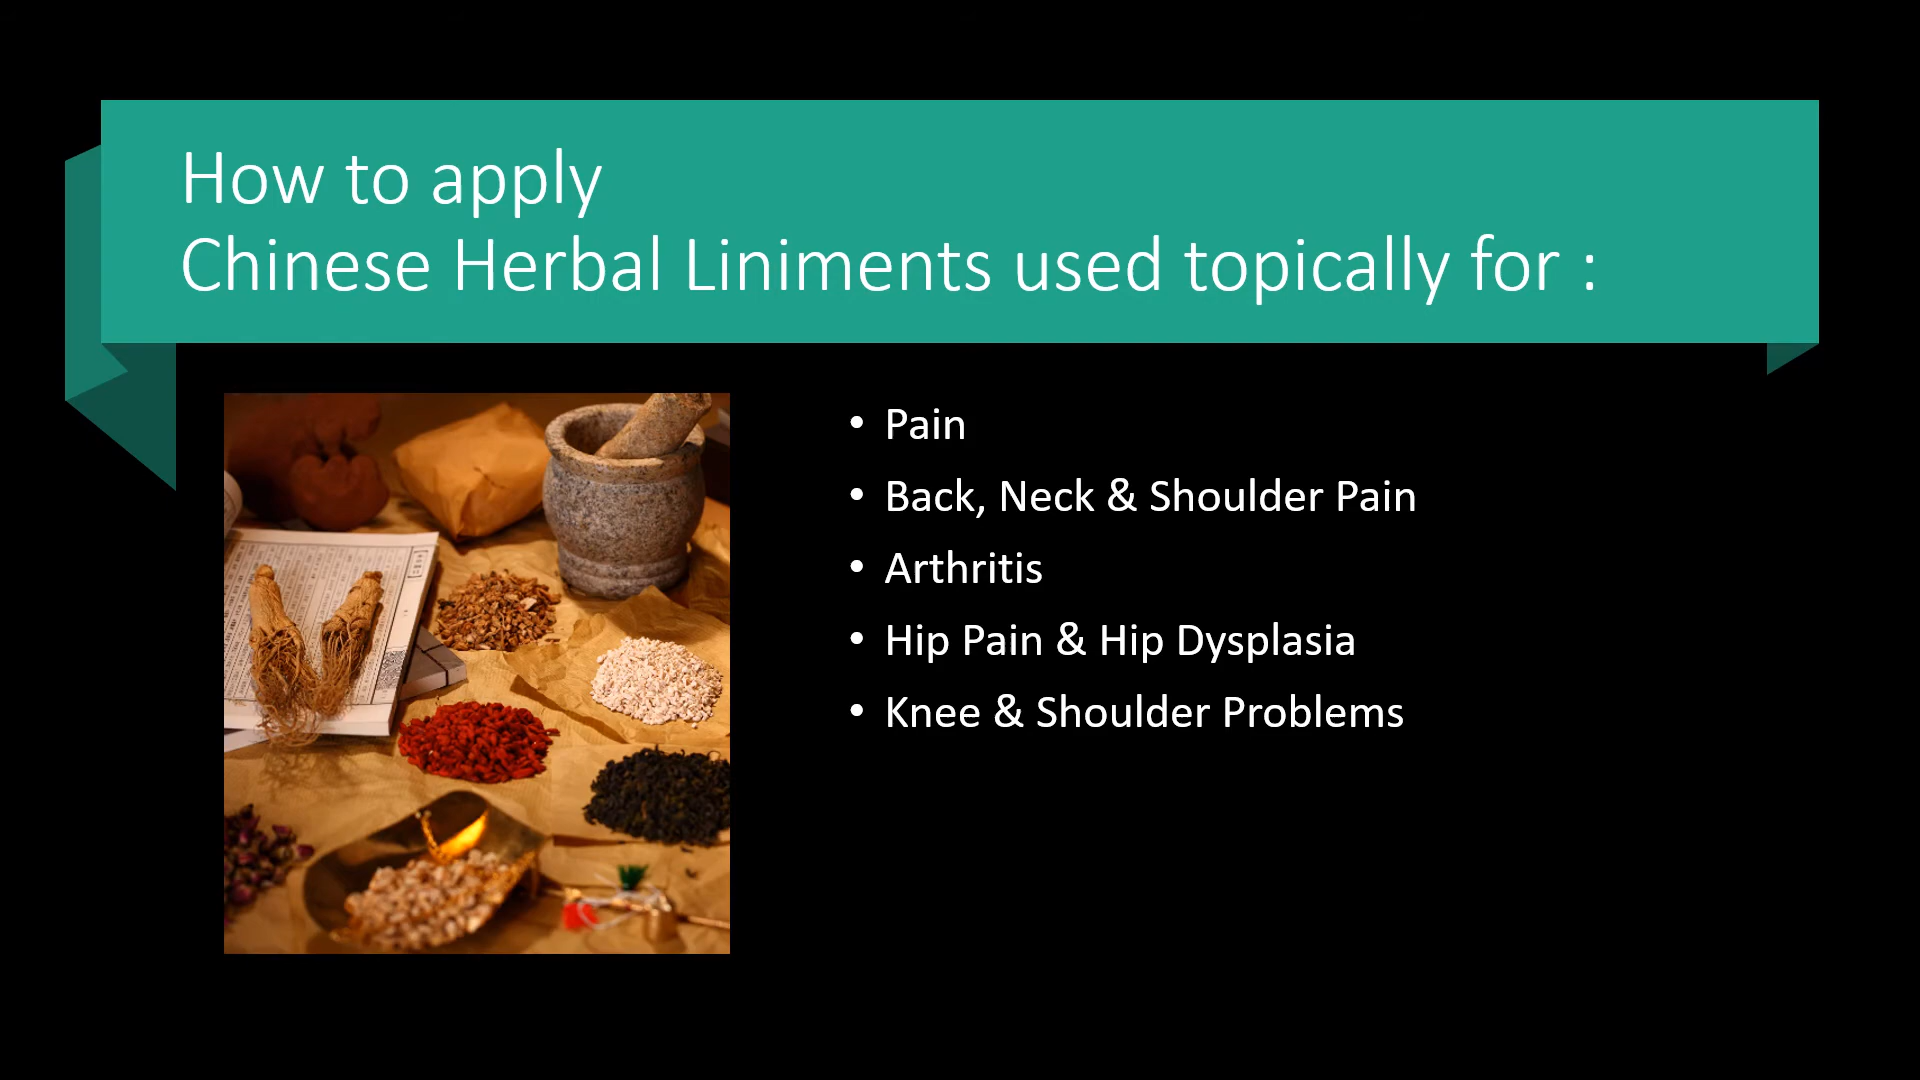 How to apply
Chinese Herbal Liniments used topically for :
• Pain
• Back, Neck & Shoulder Pain
• Arthritis
• Hip Pain & Hip Dysplasia
• Knee & Shoulder Problems